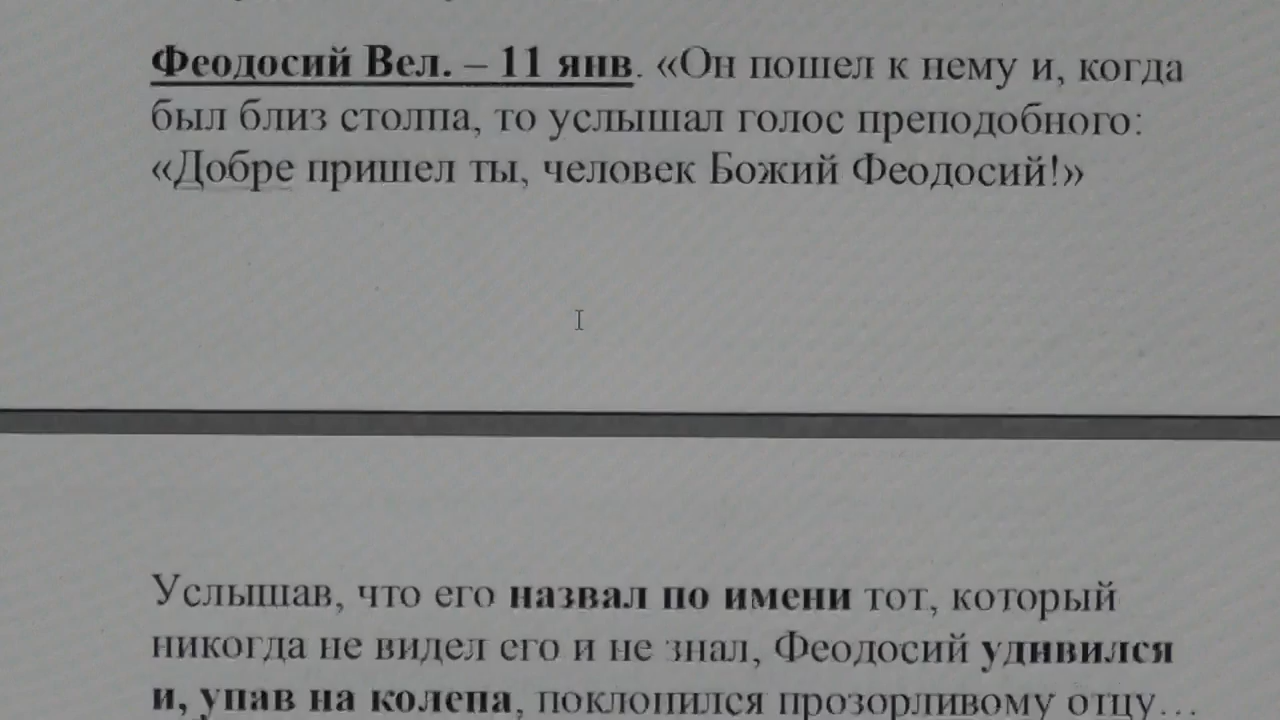 Феодосий Вел. – 11 янв. «Он пошел к нему и, когда
был близ столпа, то услышал голос преподобного:
«Добре пришел ты, человек Божий Феодосий!»
Услышав, что его назвал по имени тот, который
никогда не видел его и не знал, Феодосий удивился
и, упав на колена, поклонился прозорливому отцу…